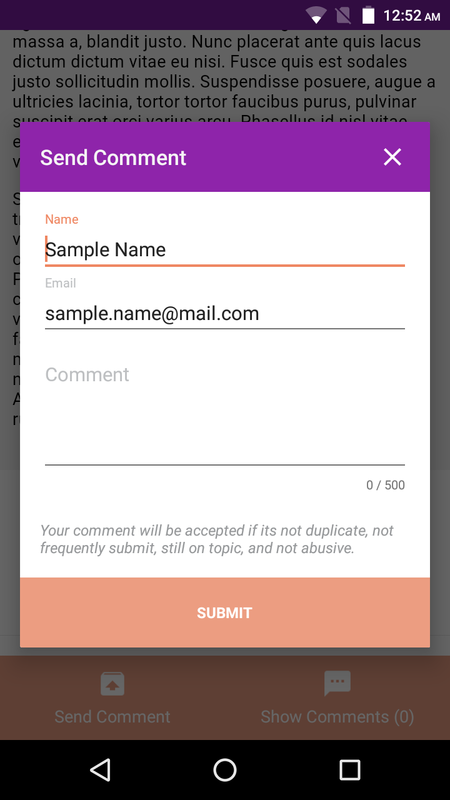 12:52 AM
massa a, blandit justo. Nunc placerat ante quis lacus
dictum dictum vitae eu nisi. Fusce quis est sodales
justo sollicitudin mollis. Suspendisse posuere, augue a
ultricies lacinia, tortor tortor faucibus purus, pulvinar
suscipit erat orci varius arcu. Phasellus id nisl vitae
Send Comment
Name
Sample Name
Email
sample.name@mail.com
Comment
0 / 500
Your comment will be accepted if its not duplicate, not
frequently submit, still on topic, and not abusive.
SUBMIT
Send Comment
Show Comments (0)